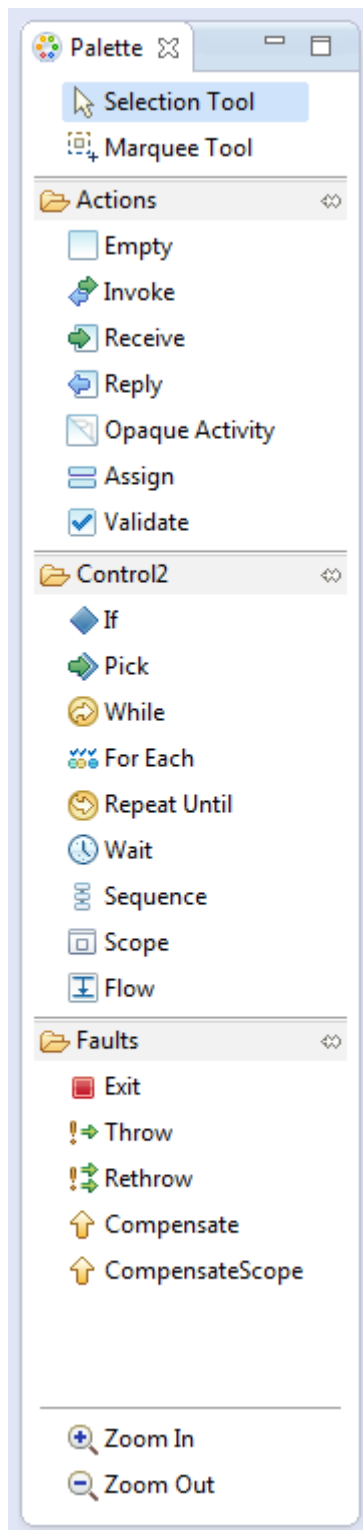 Palette
Selection Tool
Marquee Tool
Actions
Empty
Invoke
Receive
Reply
Opaque Activity
Assign
Validate
Control2
If
Pick
While
For Each
Repeat Until
Wait
Sequence
Scope
Flow
Faults
Exit
Throw
Rethrow
Compensate
CompensateScope
Zoom In
Zoom Out